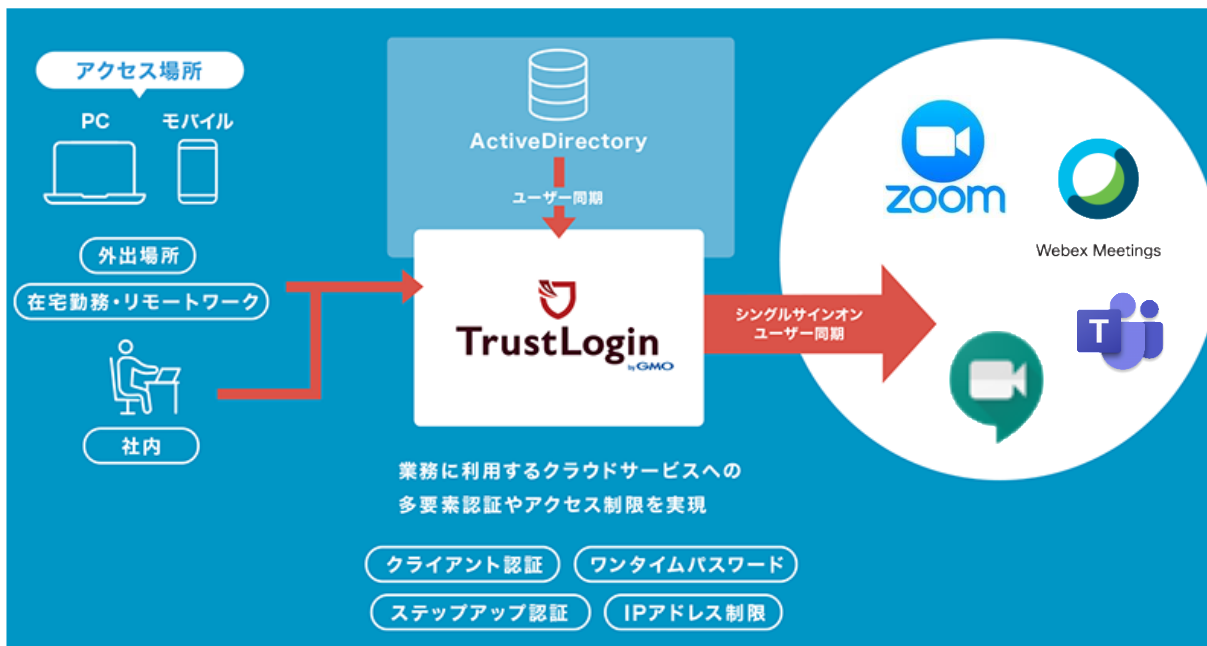 アクセス場所
PC
モバイル
外出場所
在宅勤務・リモートワーク
社内
ActiveDirectory
ユーザー同期
TrustLogin
by GMO
シングルサインオン
ユーザー同期
zoom
Webex Meetings
T
業務に利用するクラウドサービスへの
多要素認証やアクセス制限を実現
クライアント認証
ワンタイムパスワード
ステップアップ認証
IPアドレス制限